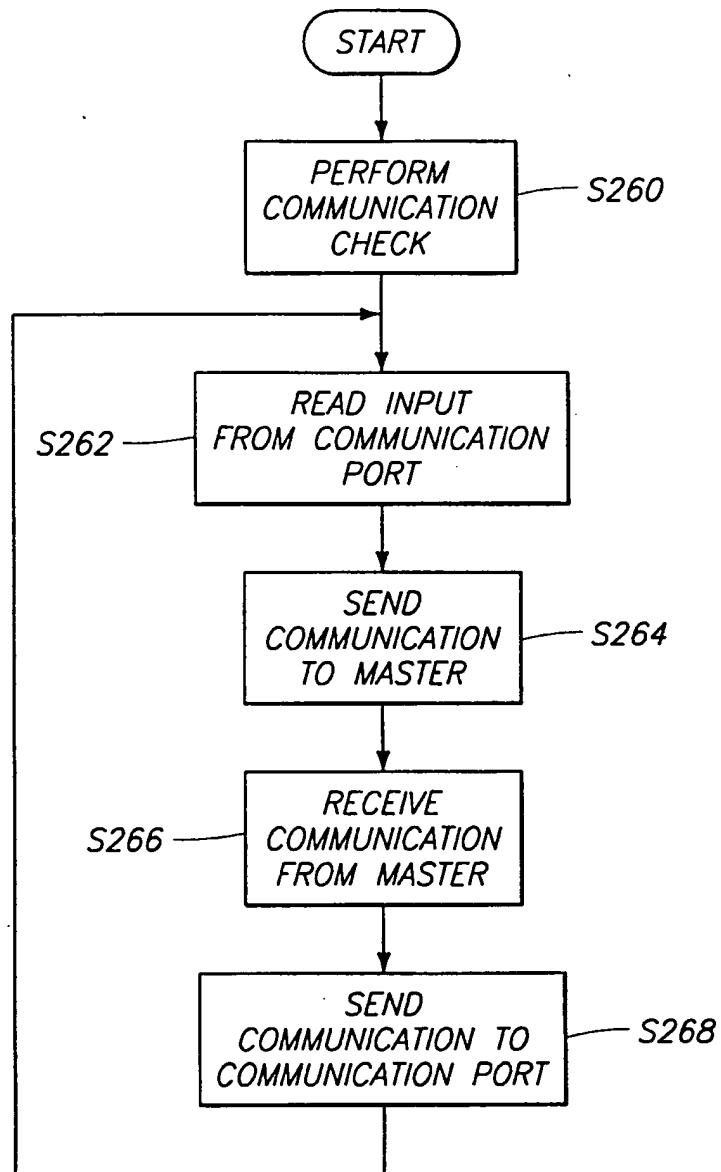 START
PERFORM
COMMUNICATION
CHECK
S260
READ INPUT
FROM COMMUNICATION
PORT
S262
SEND
COMMUNICATION
TO MASTER
S264
RECEIVE
COMMUNICATION
FROM MASTER
S266
SEND
COMMUNICATION TO
COMMUNICATION PORT
S268